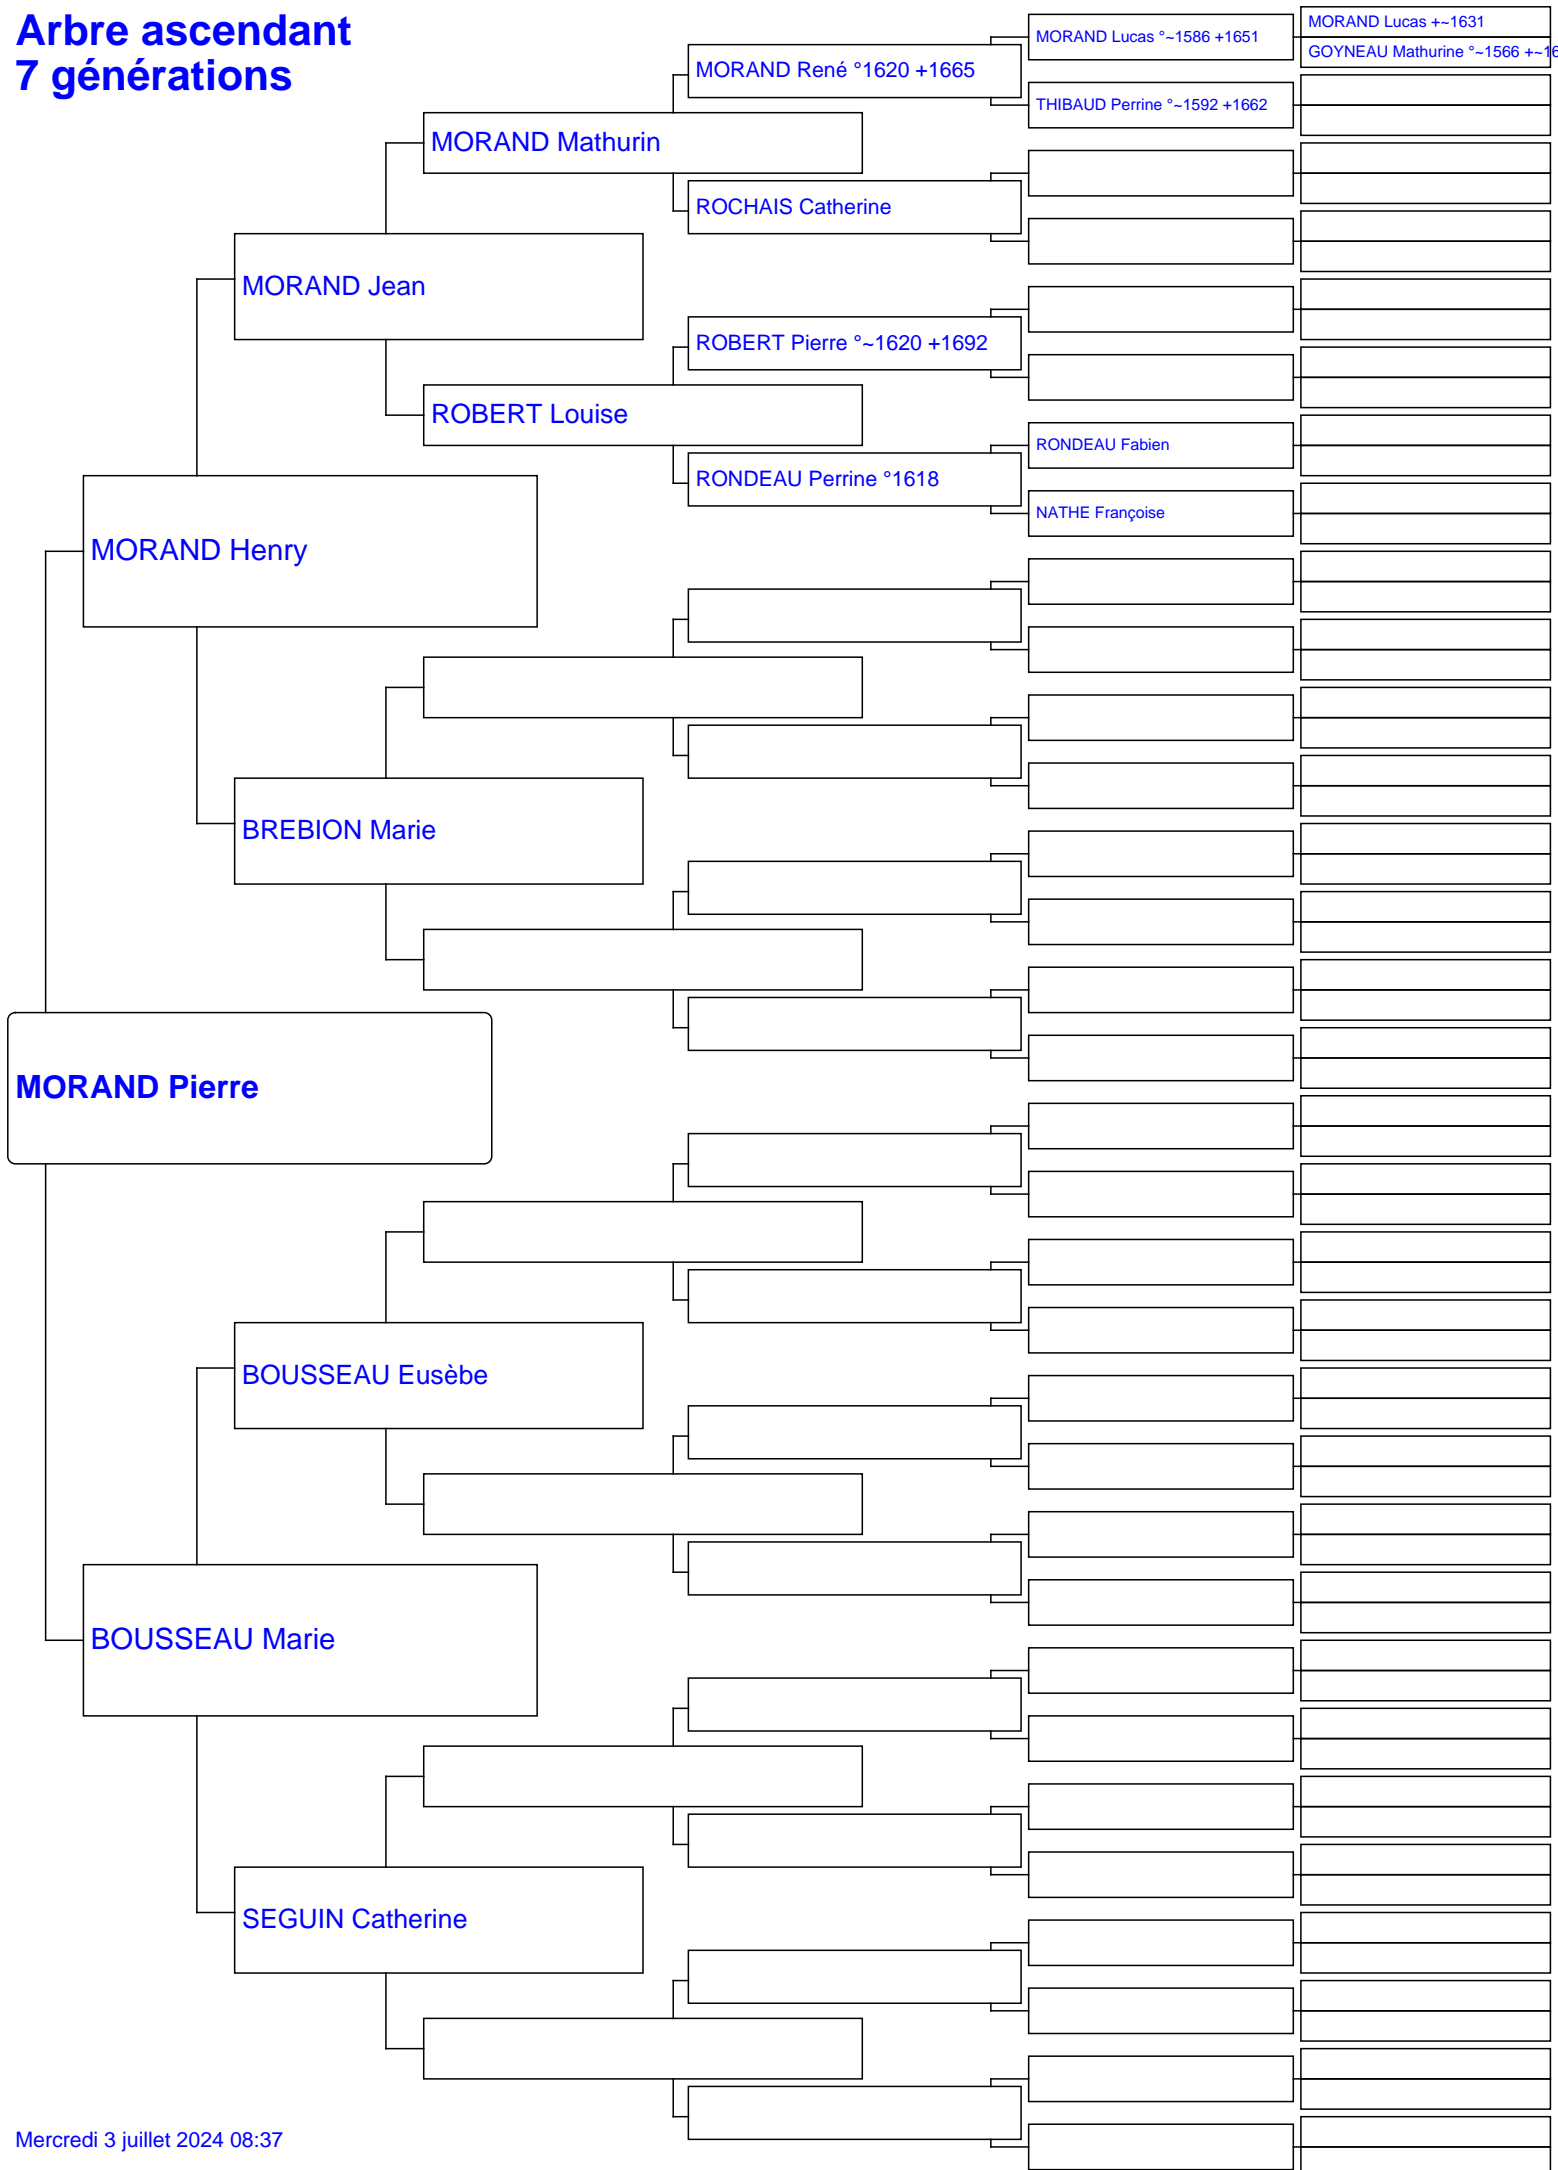 Arbre ascendant
7 générations
MORAND Lucas +~1631
MORAND Lucas °~1586 +1651
GOYNEAU Mathurine °~1566 +~16
MORAND René °1620 +1665
THIBAUD Perrine °~1592 +1662
MORAND Mathurin
ROCHAIS Catherine
MORAND Jean
ROBERT Pierre °~1620 +1692
ROBERT Louise
RONDEAU Fabien
RONDEAU Perrine °1618
NATHE Françoise
MORAND Henry
BREBION Marie
MORAND Pierre
BOUSSEAU Eusèbe
BOUSSEAU Marie
SEGUIN Catherine
Mercredi 3 juillet 2024 08:37